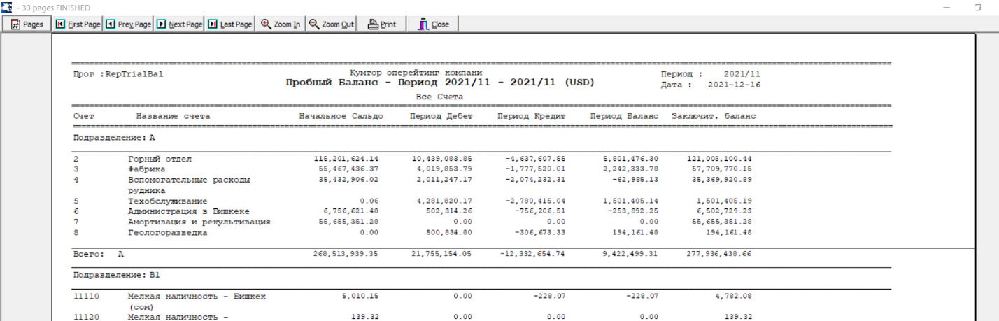 - 30 pages FINISHED
Pages First Page Prev Page Next Page Last Page Zoom In Zoom Out Print Close
Прог :RepTrialBal Кумтор оперейтинг компани Период : 2021/11
Пробный Баланс - Период 2021/11 - 2021/11 (USD) Дата : 2021-12-16
Все Счета
Счет Название счета Начальное Сальдо Период Дебет Период Кредит Период Баланс Заключит. баланс
Подразделение: A
2 Горный отдел 115,201,624.14 10,439,083.85 -4,637,607.55 5,801,476.30 121,003,100.44
3 Фабрика 55,467,436.37 4,019,853.79 -1,777,520.01 2,242,333.78 57,709,770.15
4 Вспомогательные расходы 35,432,906.02 2,011,247.17 -2,074,232.31 -62,985.13 35,369,920.89
рудника
5 Техобслуживание 0.06 4,281,820.17 -2,780,415.04 1,501,405.14 1,501,405.19
6 Администрация в Бишкеке 6,756,621.48 502,314.26 -756,206.51 -253,892.25 6,502,729.23
7 Амортизация и рекультивация 55,655,351.28 0.00 0.00 0.00 55,655,351.28
8 Геологоразведка 0.00 500,834.80 -306,673.33 194,161.48 194,161.48
Всего: A 268,513,939.35 21,755,154.05 -12,332,654.74 9,422,499.31 277,936,438.66
Подразделение: B1
11110 Мелкая наличность - Бишкек 5,010.15 0.00 -228.07 -228.07 4,782.08
(сом)
11120 Мелкая наличность - 139.32 0.00 0.00 0.00 139.32